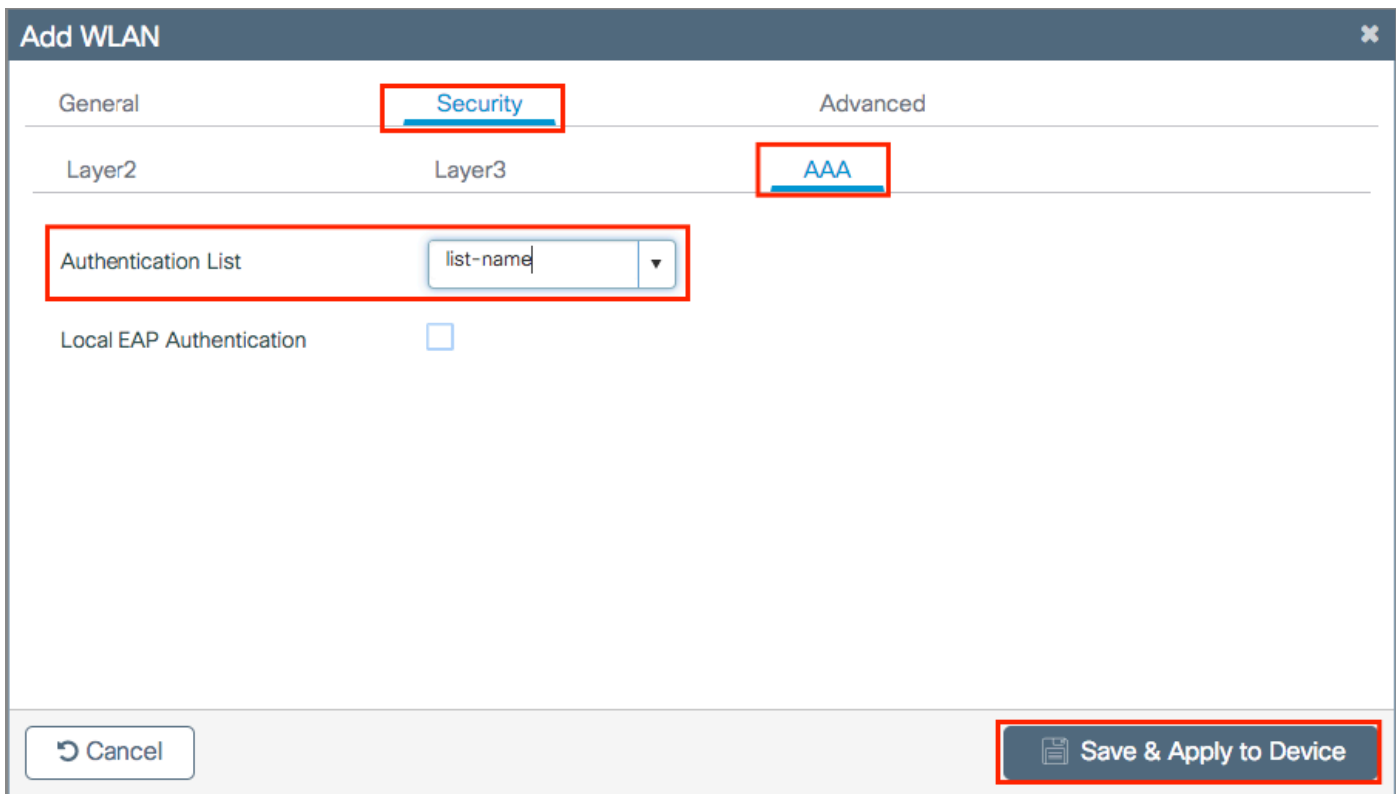 Add WLAN
General Security Advanced
Layer2 Layer3 AAA
Authentication List list-name
Local EAP Authentication
Cancel Save & Apply to Device